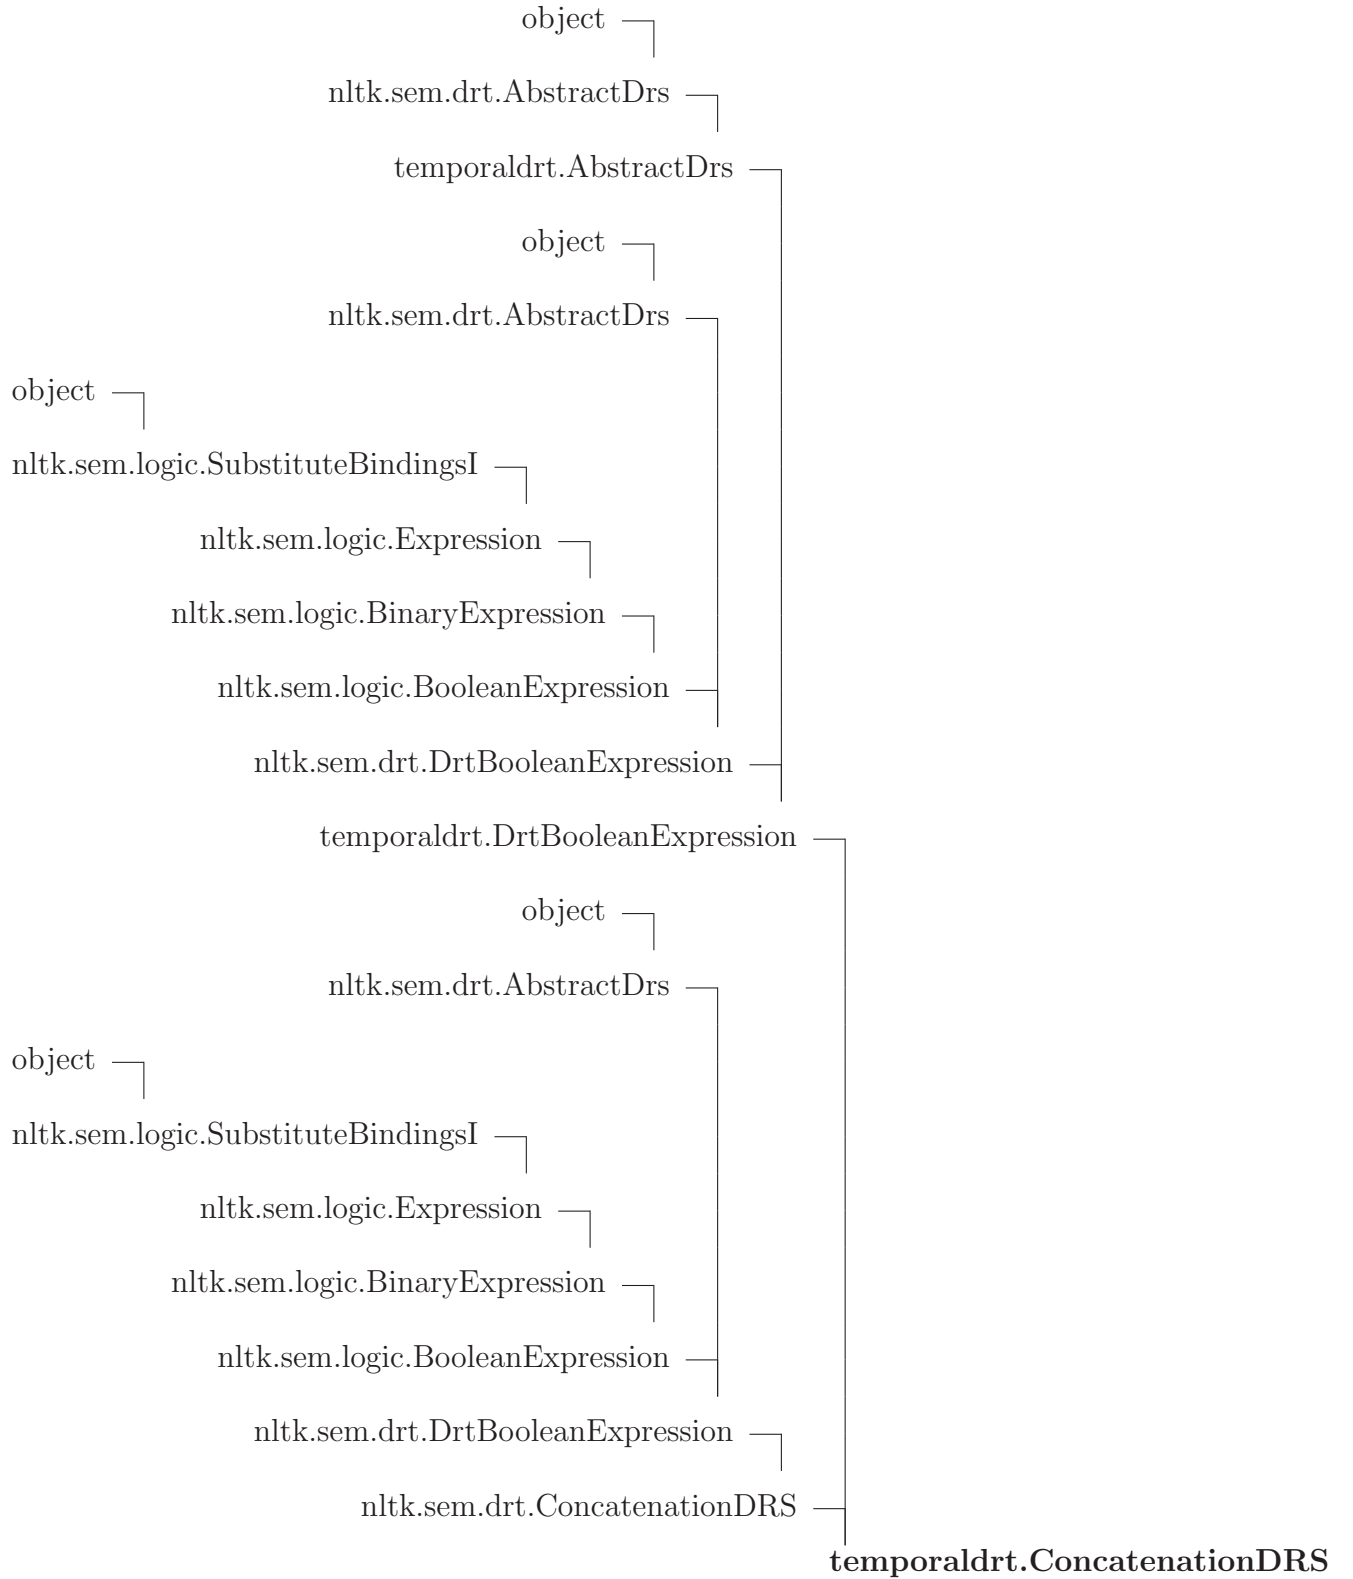 object
nltk.sem.drt.AbstractDrs
temporaldrt.AbstractDrs
object
nltk.sem.drt.AbstractDrs
object
nltk.sem.logic.SubstituteBindingsI
nltk.sem.logic.Expression
nltk.sem.logic.BinaryExpression
nltk.sem.logic.BooleanExpression
nltk.sem.drt.DrtBooleanExpression
temporaldrt.DrtBooleanExpression
object
nltk.sem.drt.AbstractDrs
object
nltk.sem.logic.SubstituteBindingsI
nltk.sem.logic.Expression
nltk.sem.logic.BinaryExpression
nltk.sem.logic.BooleanExpression
nltk.sem.drt.DrtBooleanExpression
nltk.sem.drt.ConcatenationDRS
temporaldrt.ConcatenationDRS